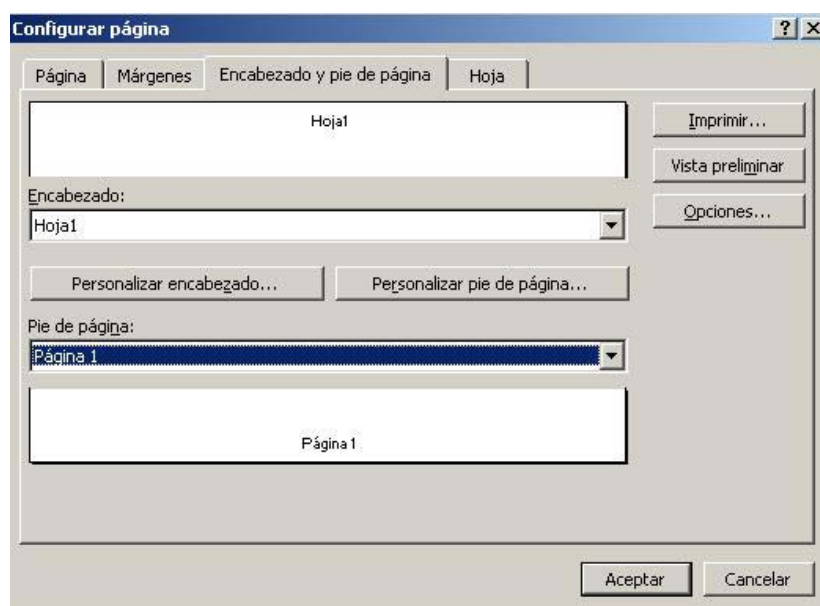 Configurar página
Página Márgenes Encabezado y pie de página Hoja
Hoja1
Imprimir...
Vista preliminar
Opciones...
Encabezado:
Hoja1
Personalizar encabezado... Personalizar pie de página...
Pie de página:
Página 1
Página 1
Aceptar Cancelar